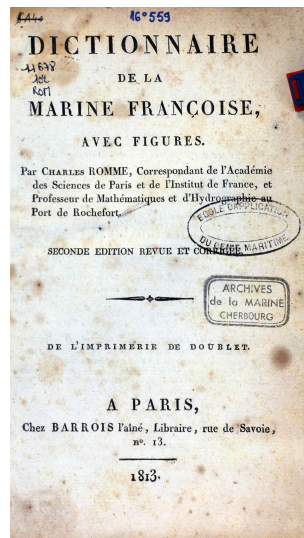 16° 559
DICTIONNAIRE
DE LA
MARINE FRANÇOISE,
AVEC FIGURES.
Par CHARLES ROMME, Correspondant de l'Académie
des Sciences de Paris et de l'Institut de France, et
Professeur de Mathématiques et d'Hydrographie au
Port de Rochefort.
ECOLE D'APPLICATION
DU GENIE MARITIME
SECONDE EDITION REVUE ET CORRIGÉE.
ARCHIVES
de la MARINE
CHERBOURG
DE L'IMPRIMERIE DE DOUBLET.
A PARIS,
Chez BARROIS l'aîné, Libraire, rue de Savoie,
n°. 13.
1813.